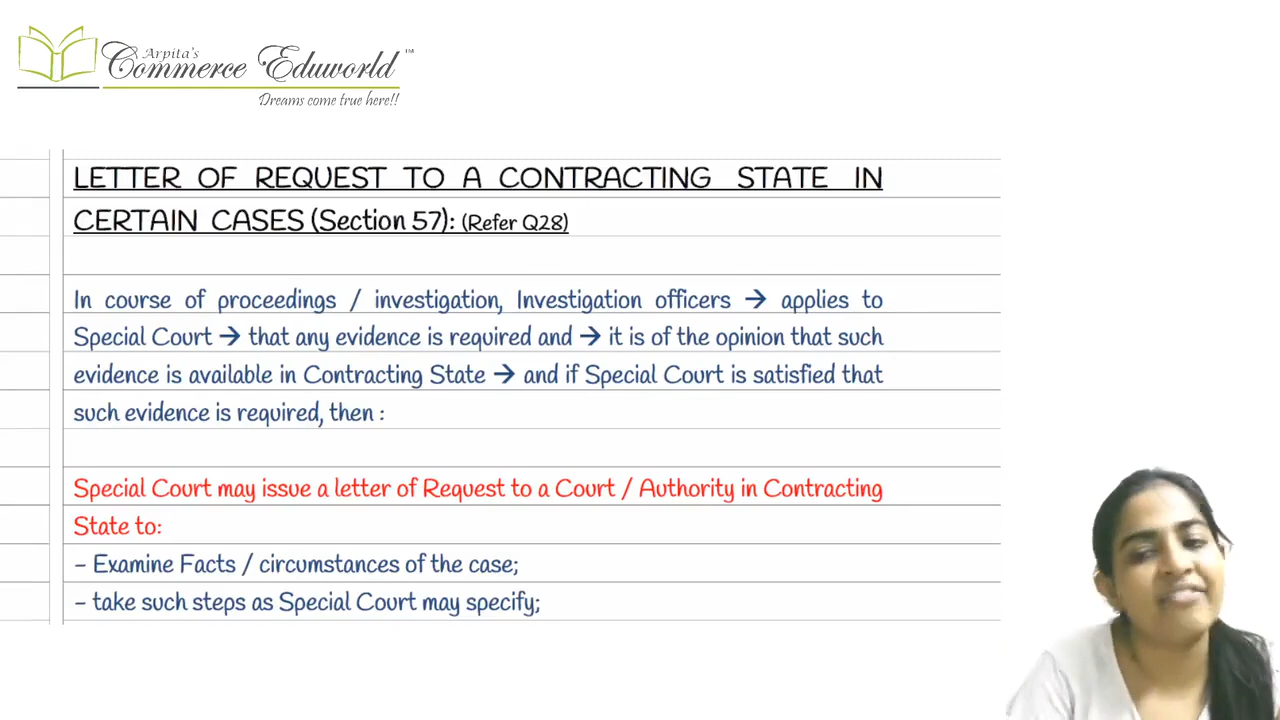 Arpita's
Commerce Eduworld™
Dreams come true here!!
LETTER OF REQUEST TO A CONTRACTING STATE IN
CERTAIN CASES (Section 57): (Refer Q28)
In course of proceedings / investigation, Investigation officers → applies to
Special Court → that any evidence is required and → it is of the opinion that such
evidence is available in Contracting State → and if Special Court is satisfied that
such evidence is required, then :
Special Court may issue a letter of Request to a Court / Authority in Contracting
State to:
- Examine Facts / circumstances of the case;
- take such steps as Special Court may specify;